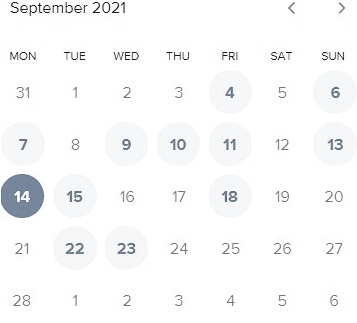 September 2021
MON TUE WED THU FRI SAT SUN
31 1 2 3 4 5 6
7 8 9 10 11 12 13
14 15 16 17 18 19 20
21 22 23 24 25 26 27
28 1 2 3 4 5 6